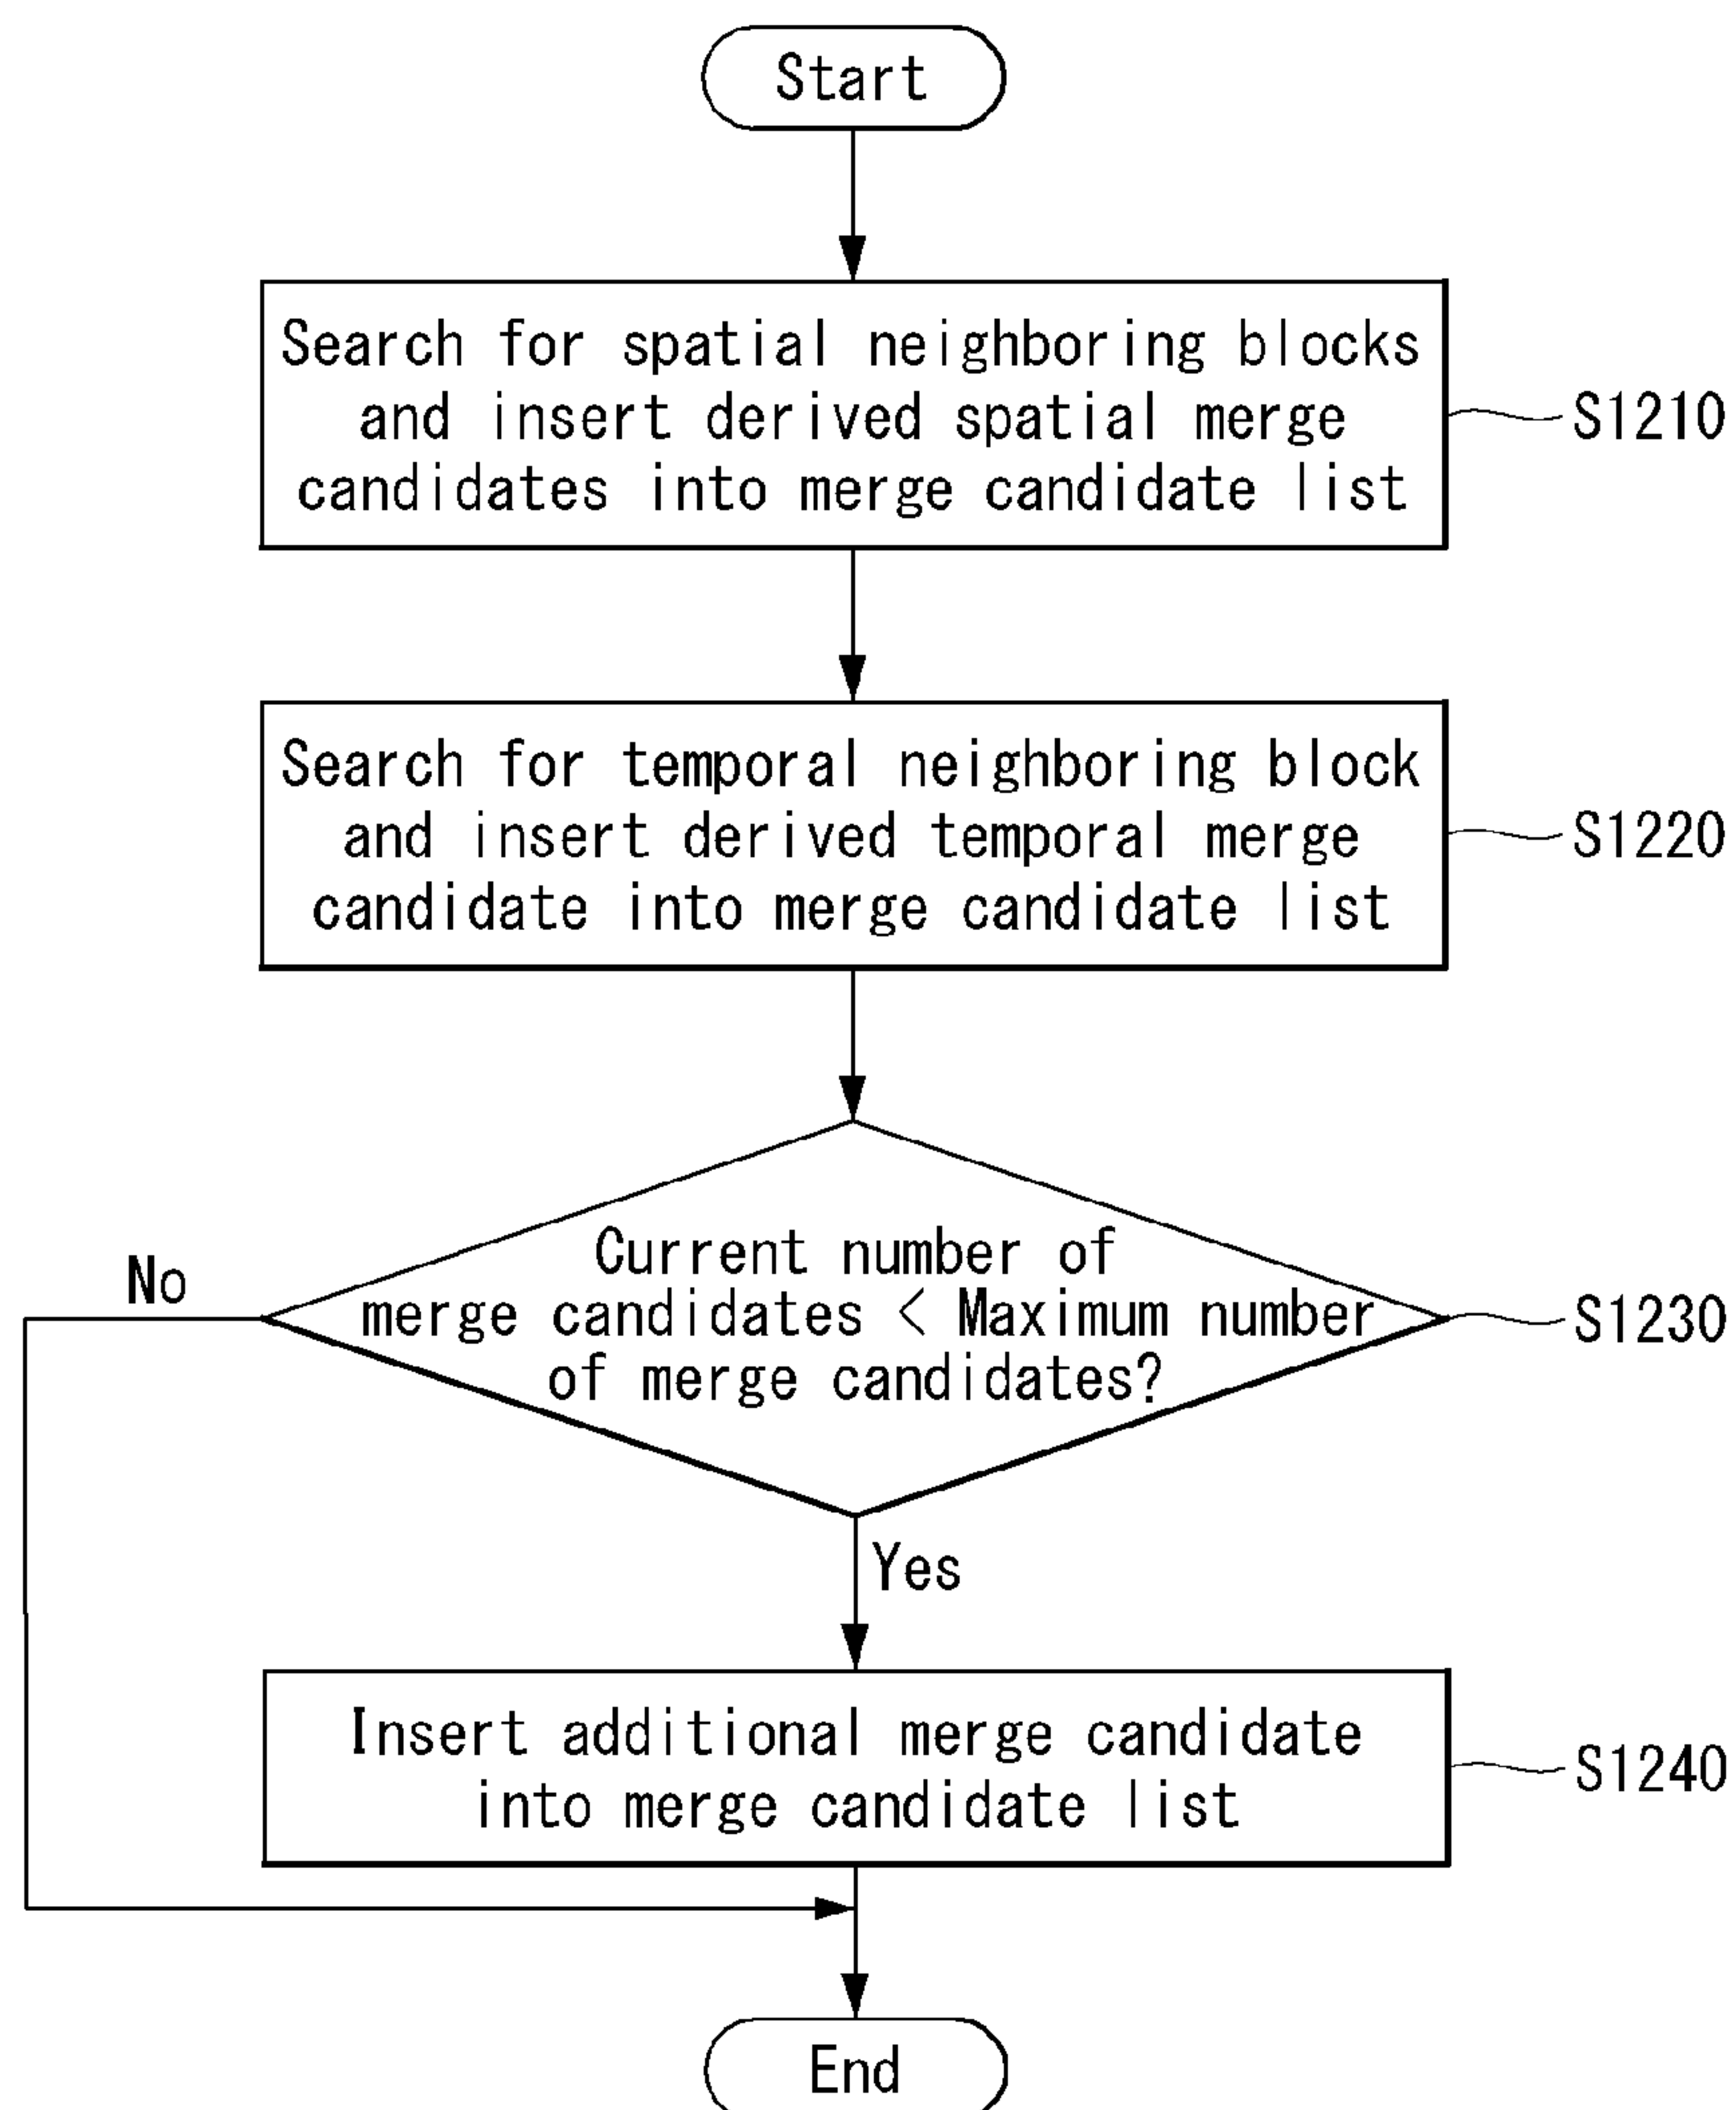 Start
Search for spatial neighboring blocks
and insert derived spatial merge
candidates into merge candidate list
S1210
Search for temporal neighboring block
and insert derived temporal merge
candidate into merge candidate list
S1220
Current number of
merge candidates < Maximum number
of merge candidates?
S1230
No
Yes
Insert additional merge candidate
into merge candidate list
S1240
End